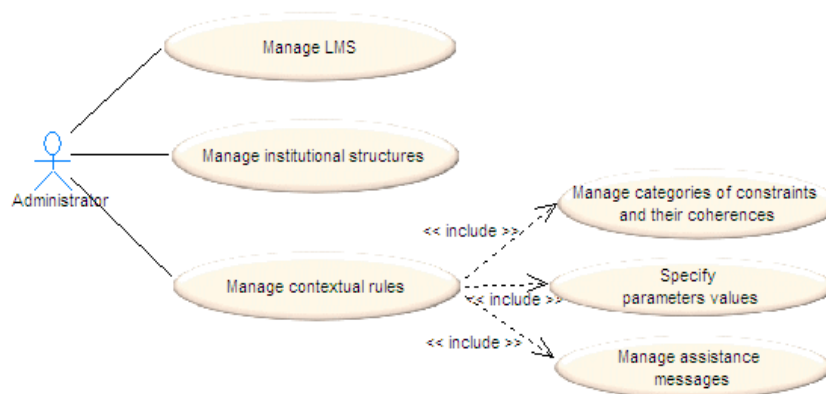 Manage LMS
Manage institutional structures
Administrator
Manage categories of constraints
and their coherences
<< include >>
Manage contextual rules
Specify
parameters values
<< include >>
<< include >>
Manage assistance
messages